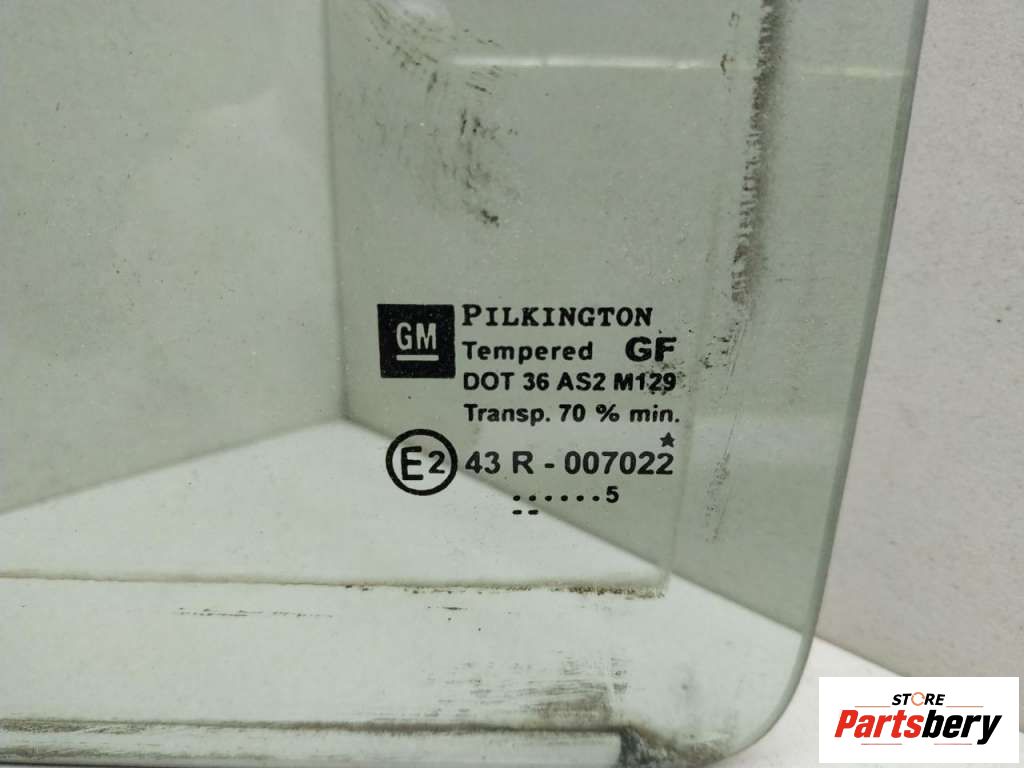 GM
PILKINGTON
Tempered GF
DOT 36 AS2 M129
Transp. 70 % min.
E2 43 R - 007022
......5
--
STORE
Partsbery